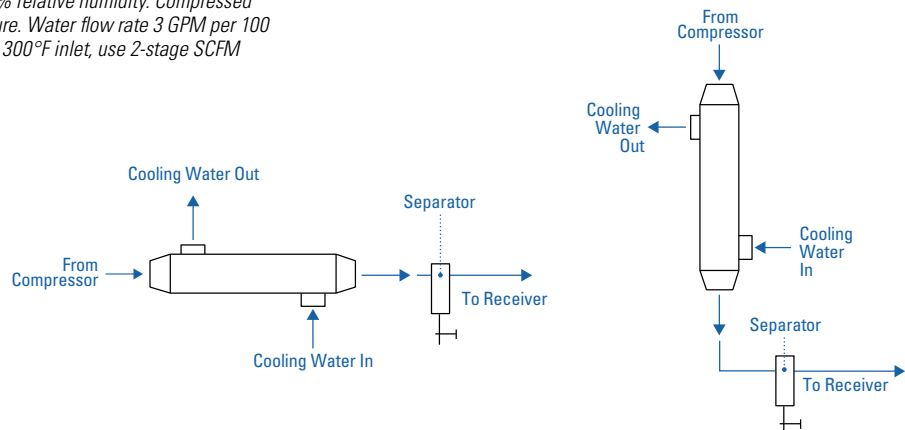 % relative humidity. Compressed
ure. Water flow rate 3 GPM per 100
300°F inlet, use 2-stage SCFM
Cooling Water Out
From
Compressor
Separator
To Receiver
Cooling Water In
From
Compressor
Cooling
Water
Out
Cooling
Water
In
Separator
To Receiver